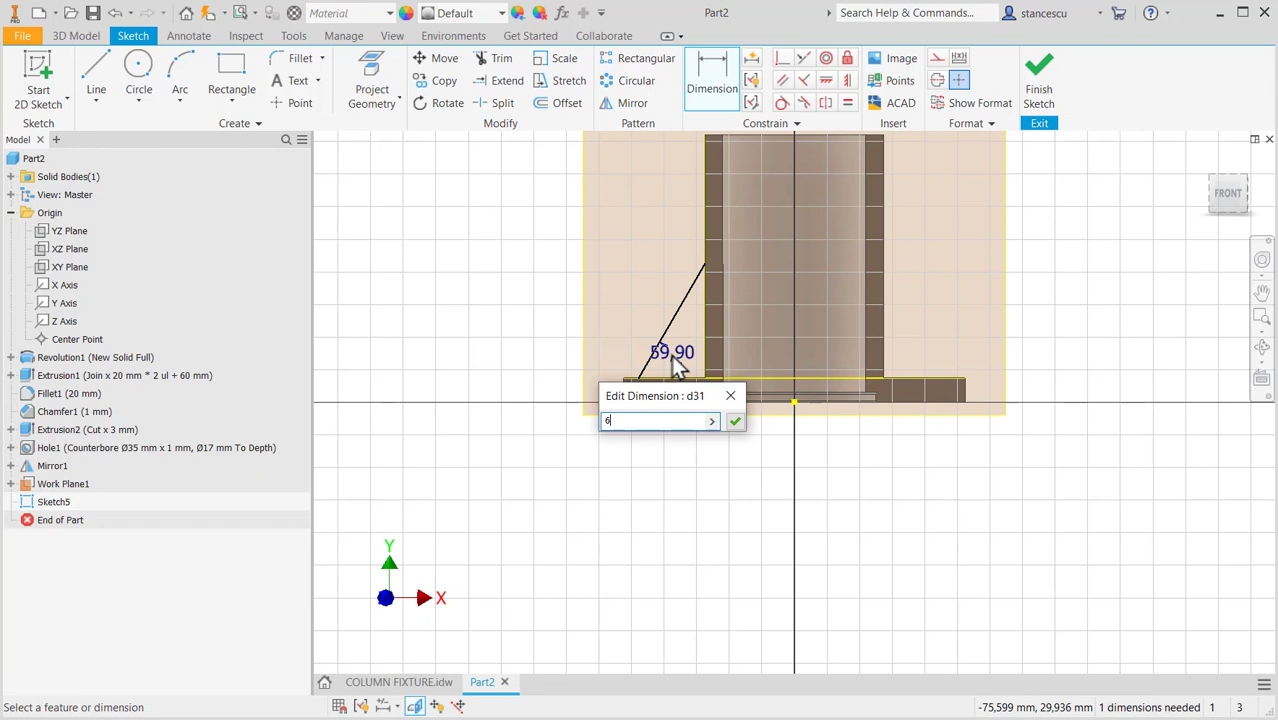 PRO
Material
Default
fx
Part2
Search Help & Commands...
stancescu
File
3D Model
Sketch
Annotate
Inspect
Tools
Manage
View
Environments
Get Started
Collaborate
Start
2D Sketch
Line
Circle
Arc
Rectangle
Fillet
Text
Point
Project
Geometry
Move
Copy
Rotate
Trim
Extend
Split
Scale
Stretch
Offset
Rectangular
Circular
Mirror
Dimension
Image
Points
ACAD
Show Format
Finish
Sketch
Sketch
Create
Modify
Pattern
Constrain
Insert
Format
Exit
Model
Part2
Solid Bodies(1)
View: Master
Origin
YZ Plane
XZ Plane
XY Plane
X Axis
Y Axis
Z Axis
Center Point
Revolution1 (New Solid Full)
Extrusion1 (Join x 20 mm * 2 ul + 60 mm)
Fillet1 (20 mm)
Chamfer1 (1 mm)
Extrusion2 (Cut x 3 mm)
Hole1 (Counterbore Ø35 mm x 1 mm, Ø17 mm To Depth)
Mirror1
Work Plane1
Sketch5
End of Part
FRONT
59,90
Edit Dimension : d31
6
Y
X
COLUMN FIXTURE.idw
Part2
Select a feature or dimension
-75,599 mm, 29,936 mm
1 dimensions needed
1
3